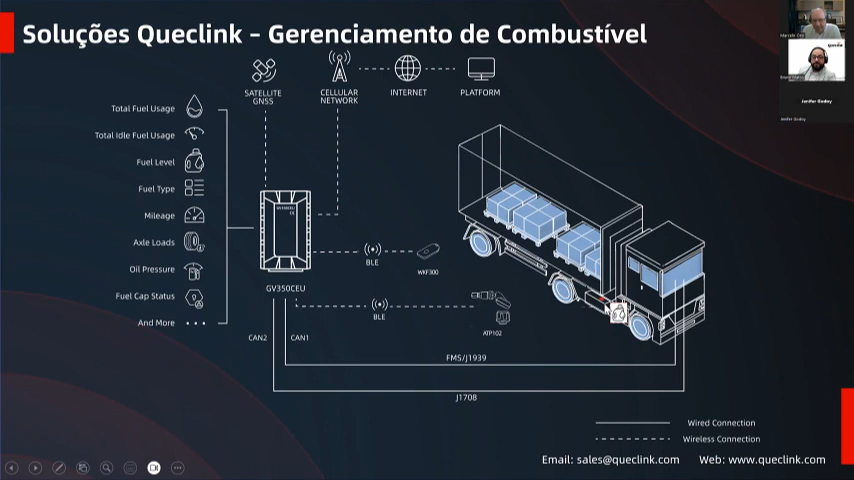 Soluções Queclink – Gerenciamento de Combustível
SATELLITE
GNSS
CELLULAR
NETWORK
INTERNET
PLATFORM
Total Fuel Usage
Total Idle Fuel Usage
Fuel Level
Fuel Type
Mileage
Axle Loads
Oil Pressure
Fuel Cap Status
And More
GV350CEU
BLE
WKF300
BLE
ATP102
CAN2
CAN1
FMS/J1939
J1708
Wired Connection
Wireless Connection
Email: sales@queclink.com
Web: www.queclink.com
Jenifer Godoy
Jenifer Godoy